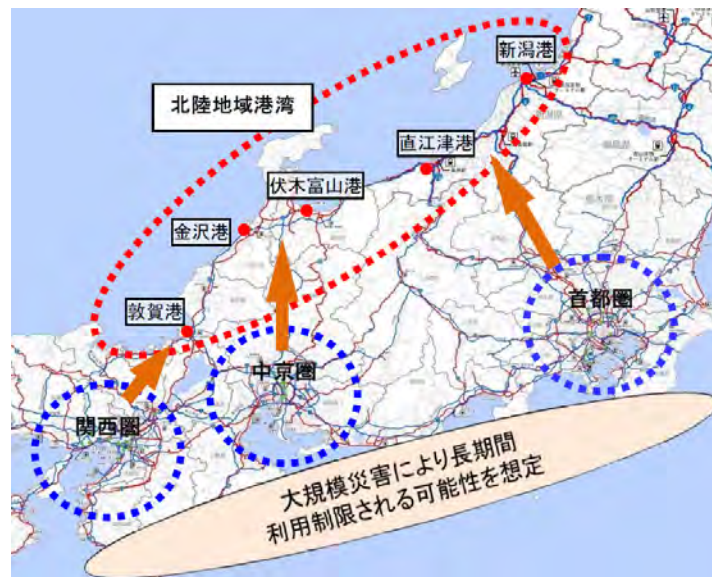 新潟港
北陸地域港湾
直江津港
伏木富山港
金沢港
敦賀港
首都圏
中京圏
関西圏
大規模災害により長期間
利用制限される可能性を想定